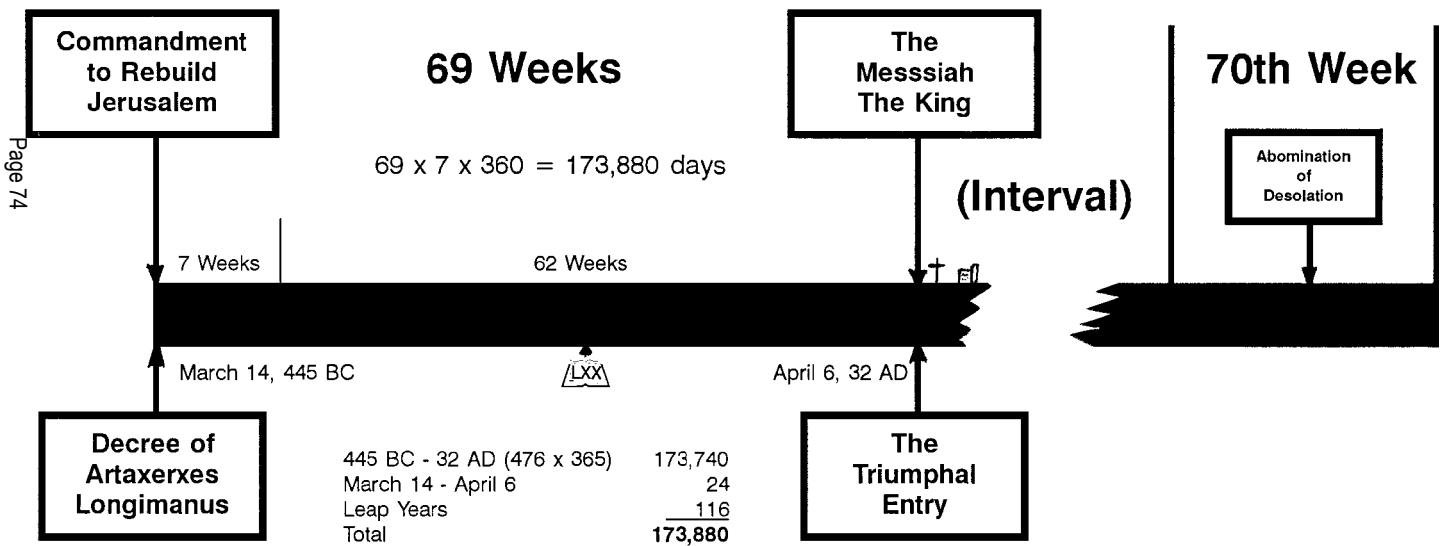 Commandment
to Rebuild
Jerusalem
69 Weeks
The
Messsiah
The King
70th Week
Page 74
69 x 7 x 360 = 173,880 days
(Interval)
Abomination
of
Desolation
7 Weeks
62 Weeks
March 14, 445 BC
LXX
April 6, 32 AD
Decree of
Artaxerxes
Longimanus
445 BC - 32 AD (476 x 365) 173,740
March 14 - April 6 24
Leap Years 116
Total 173,880
The
Triumphal
Entry